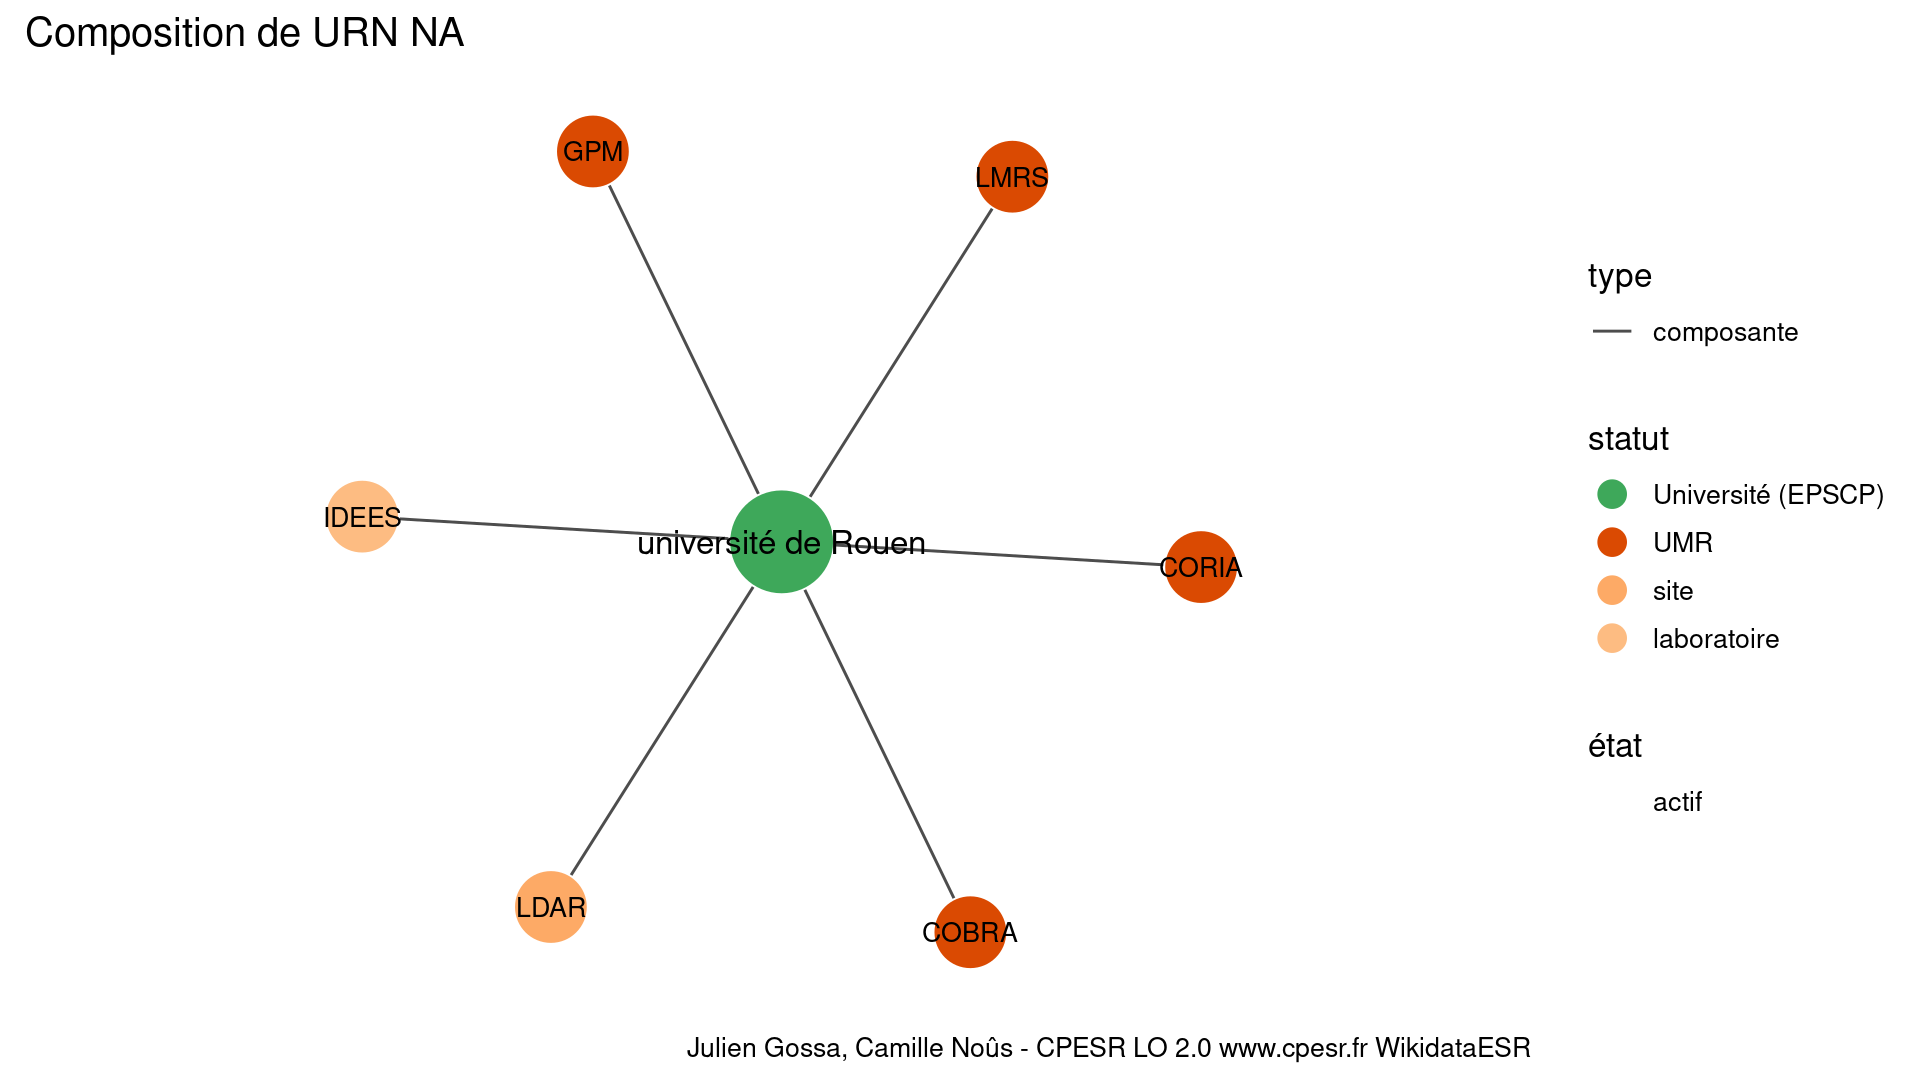 Composition de URN NA
GPM
LMRS
IDEES
université de Rouen
CORIA
LDAR
COBRA
type
composante
statut
Université (EPSCP)
UMR
site
laboratoire
état
actif
Julien Gossa, Camille Noûs - CPESR LO 2.0 www.cpesr.fr WikidataESR